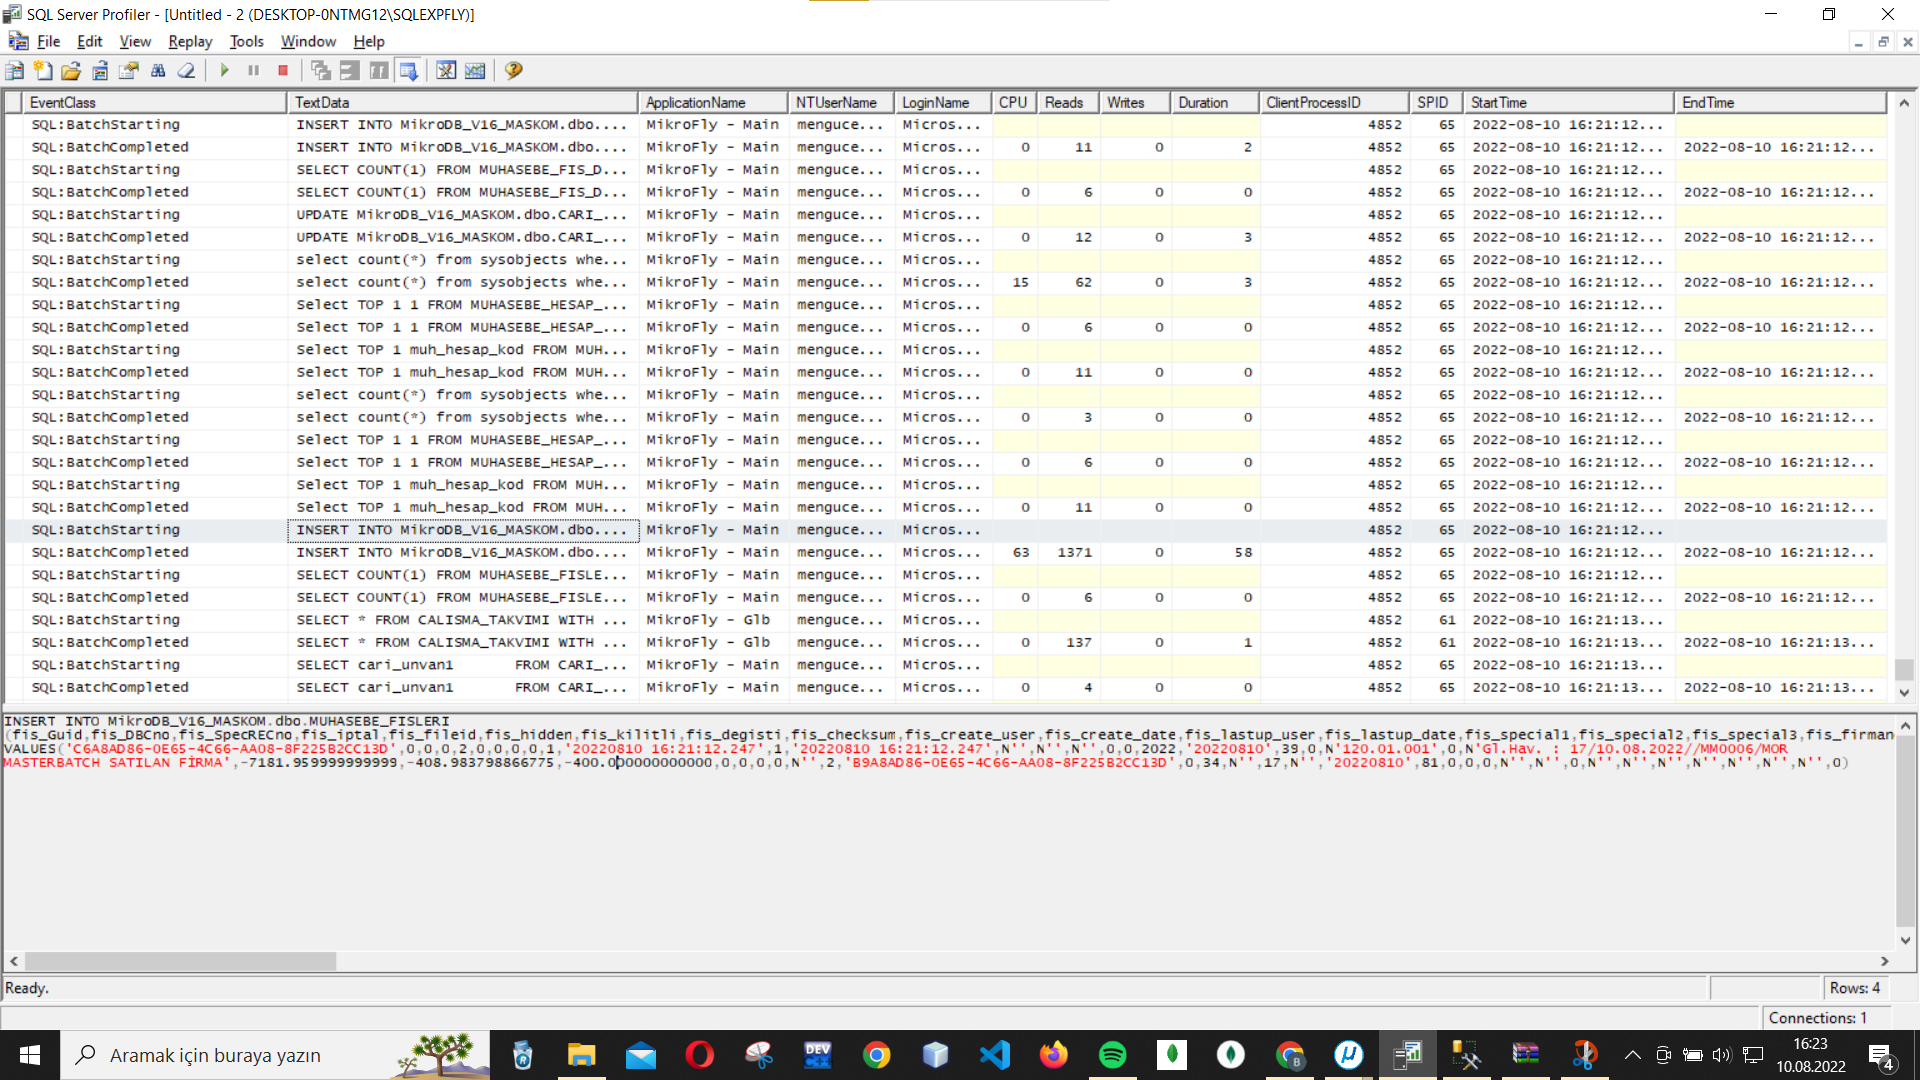 SQL Server Profiler - [Untitled - 2 (DESKTOP-0NTMG12\SQLEXPFLY)]
File Edit View Replay Tools Window Help
EventClass TextData ApplicationName NTUserName LoginName CPU Reads Writes Duration ClientProcessID SPID StartTime EndTime
SQL:BatchStarting INSERT INTO MikroDB_V16_MASKOM.dbo.... MikroFly - Main menguce... Micros... 4852 65 2022-08-10 16:21:12...
SQL:BatchCompleted INSERT INTO MikroDB_V16_MASKOM.dbo.... MikroFly - Main menguce... Micros... 0 11 0 2 4852 65 2022-08-10 16:21:12... 2022-08-10 16:21:12...
SQL:BatchStarting SELECT COUNT(1) FROM MUHASEBE_FIS_D... MikroFly - Main menguce... Micros... 4852 65 2022-08-10 16:21:12...
SQL:BatchCompleted SELECT COUNT(1) FROM MUHASEBE_FIS_D... MikroFly - Main menguce... Micros... 0 6 0 0 4852 65 2022-08-10 16:21:12... 2022-08-10 16:21:12...
SQL:BatchStarting UPDATE MikroDB_V16_MASKOM.dbo.CARI_... MikroFly - Main menguce... Micros... 4852 65 2022-08-10 16:21:12...
SQL:BatchCompleted UPDATE MikroDB_V16_MASKOM.dbo.CARI_... MikroFly - Main menguce... Micros... 0 12 0 3 4852 65 2022-08-10 16:21:12... 2022-08-10 16:21:12...
SQL:BatchStarting select count(*) from sysobjects whe... MikroFly - Main menguce... Micros... 4852 65 2022-08-10 16:21:12...
SQL:BatchCompleted select count(*) from sysobjects whe... MikroFly - Main menguce... Micros... 15 62 0 3 4852 65 2022-08-10 16:21:12... 2022-08-10 16:21:12...
SQL:BatchStarting Select TOP 1 1 FROM MUHASEBE_HESAP_... MikroFly - Main menguce... Micros... 4852 65 2022-08-10 16:21:12...
SQL:BatchCompleted Select TOP 1 1 FROM MUHASEBE_HESAP_... MikroFly - Main menguce... Micros... 0 6 0 0 4852 65 2022-08-10 16:21:12... 2022-08-10 16:21:12...
SQL:BatchStarting Select TOP 1 muh_hesap_kod FROM MUH... MikroFly - Main menguce... Micros... 4852 65 2022-08-10 16:21:12...
SQL:BatchCompleted Select TOP 1 muh_hesap_kod FROM MUH... MikroFly - Main menguce... Micros... 0 11 0 0 4852 65 2022-08-10 16:21:12... 2022-08-10 16:21:12...
SQL:BatchStarting select count(*) from sysobjects whe... MikroFly - Main menguce... Micros... 4852 65 2022-08-10 16:21:12...
SQL:BatchCompleted select count(*) from sysobjects whe... MikroFly - Main menguce... Micros... 0 3 0 0 4852 65 2022-08-10 16:21:12... 2022-08-10 16:21:12...
SQL:BatchStarting Select TOP 1 1 FROM MUHASEBE_HESAP_... MikroFly - Main menguce... Micros... 4852 65 2022-08-10 16:21:12...
SQL:BatchCompleted Select TOP 1 1 FROM MUHASEBE_HESAP_... MikroFly - Main menguce... Micros... 0 6 0 0 4852 65 2022-08-10 16:21:12... 2022-08-10 16:21:12...
SQL:BatchStarting Select TOP 1 muh_hesap_kod FROM MUH... MikroFly - Main menguce... Micros... 4852 65 2022-08-10 16:21:12...
SQL:BatchCompleted Select TOP 1 muh_hesap_kod FROM MUH... MikroFly - Main menguce... Micros... 0 11 0 0 4852 65 2022-08-10 16:21:12... 2022-08-10 16:21:12...
SQL:BatchStarting INSERT INTO MikroDB_V16_MASKOM.dbo.... MikroFly - Main menguce... Micros... 4852 65 2022-08-10 16:21:12...
SQL:BatchCompleted INSERT INTO MikroDB_V16_MASKOM.dbo.... MikroFly - Main menguce... Micros... 63 1371 0 58 4852 65 2022-08-10 16:21:12... 2022-08-10 16:21:12...
SQL:BatchStarting SELECT COUNT(1) FROM MUHASEBE_FISLE... MikroFly - Main menguce... Micros... 4852 65 2022-08-10 16:21:12...
SQL:BatchCompleted SELECT COUNT(1) FROM MUHASEBE_FISLE... MikroFly - Main menguce... Micros... 0 6 0 0 4852 65 2022-08-10 16:21:12... 2022-08-10 16:21:12...
SQL:BatchStarting SELECT * FROM CALISMA_TAKVIMI WITH ... MikroFly - Glb menguce... Micros... 4852 61 2022-08-10 16:21:13...
SQL:BatchCompleted SELECT * FROM CALISMA_TAKVIMI WITH ... MikroFly - Glb menguce... Micros... 0 137 0 1 4852 61 2022-08-10 16:21:13... 2022-08-10 16:21:13...
SQL:BatchStarting SELECT cari_unvan1 FROM CARI_... MikroFly - Main menguce... Micros... 4852 65 2022-08-10 16:21:13...
SQL:BatchCompleted SELECT cari_unvan1 FROM CARI_... MikroFly - Main menguce... Micros... 0 4 0 0 4852 65 2022-08-10 16:21:13... 2022-08-10 16:21:13...
INSERT INTO MikroDB_V16_MASKOM.dbo.MUHASEBE_FISLERI
(fis_Guid,fis_DBCno,fis_SpecRECno,fis_iptal,fis_fileid,fis_hidden,fis_kilitli,fis_degisti,fis_checksum,fis_create_user,fis_create_date,fis_lastup_user,fis_lastup_date,fis_special1,fis_special2,fis_special3,fis_firman
VALUES('C6A8AD86-0E65-4C66-AA08-8F225B2CC13D',0,0,0,2,0,0,0,0,1,'20220810 16:21:12.247',1,'20220810 16:21:12.247',N'',N'',N'',0,0,2022,'20220810',39,0,N'120.01.001',0,N'Gl.Hav. : 17/10.08.2022//MM0006/MOR
MASTERBATCH SATILAN FİRMA',-7181.959999999999,-408.983798866775,-400.000000000000,0,0,0,0,N'',2,'B9A8AD86-0E65-4C66-AA08-8F225B2CC13D',0,34,N'',17,N'','20220810',81,0,0,0,N'',N'',0,N'',N'',N'',N'',N'',N'',N'',0)
Ready.
Rows: 4
Connections: 1
Aramak için buraya yazın
DEV
B
16:23
10.08.2022
4